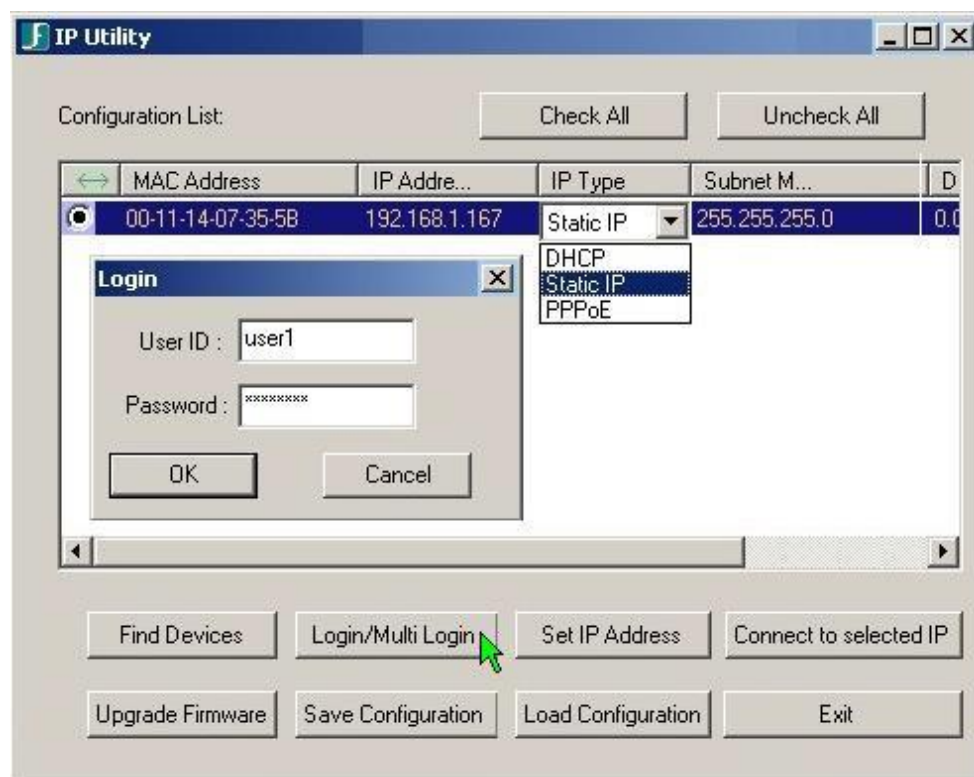 IP Utility
Configuration List:
Check All
Uncheck All
MAC Address
IP Addre...
IP Type
Subnet M...
D
00-11-14-07-35-5B
192.168.1.167
Static IP
255.255.255.0
0.0
DHCP
Static IP
PPPoE
Login
User ID :
user1
Password :
********
OK
Cancel
Find Devices
Login/Multi Login
Set IP Address
Connect to selected IP
Upgrade Firmware
Save Configuration
Load Configuration
Exit